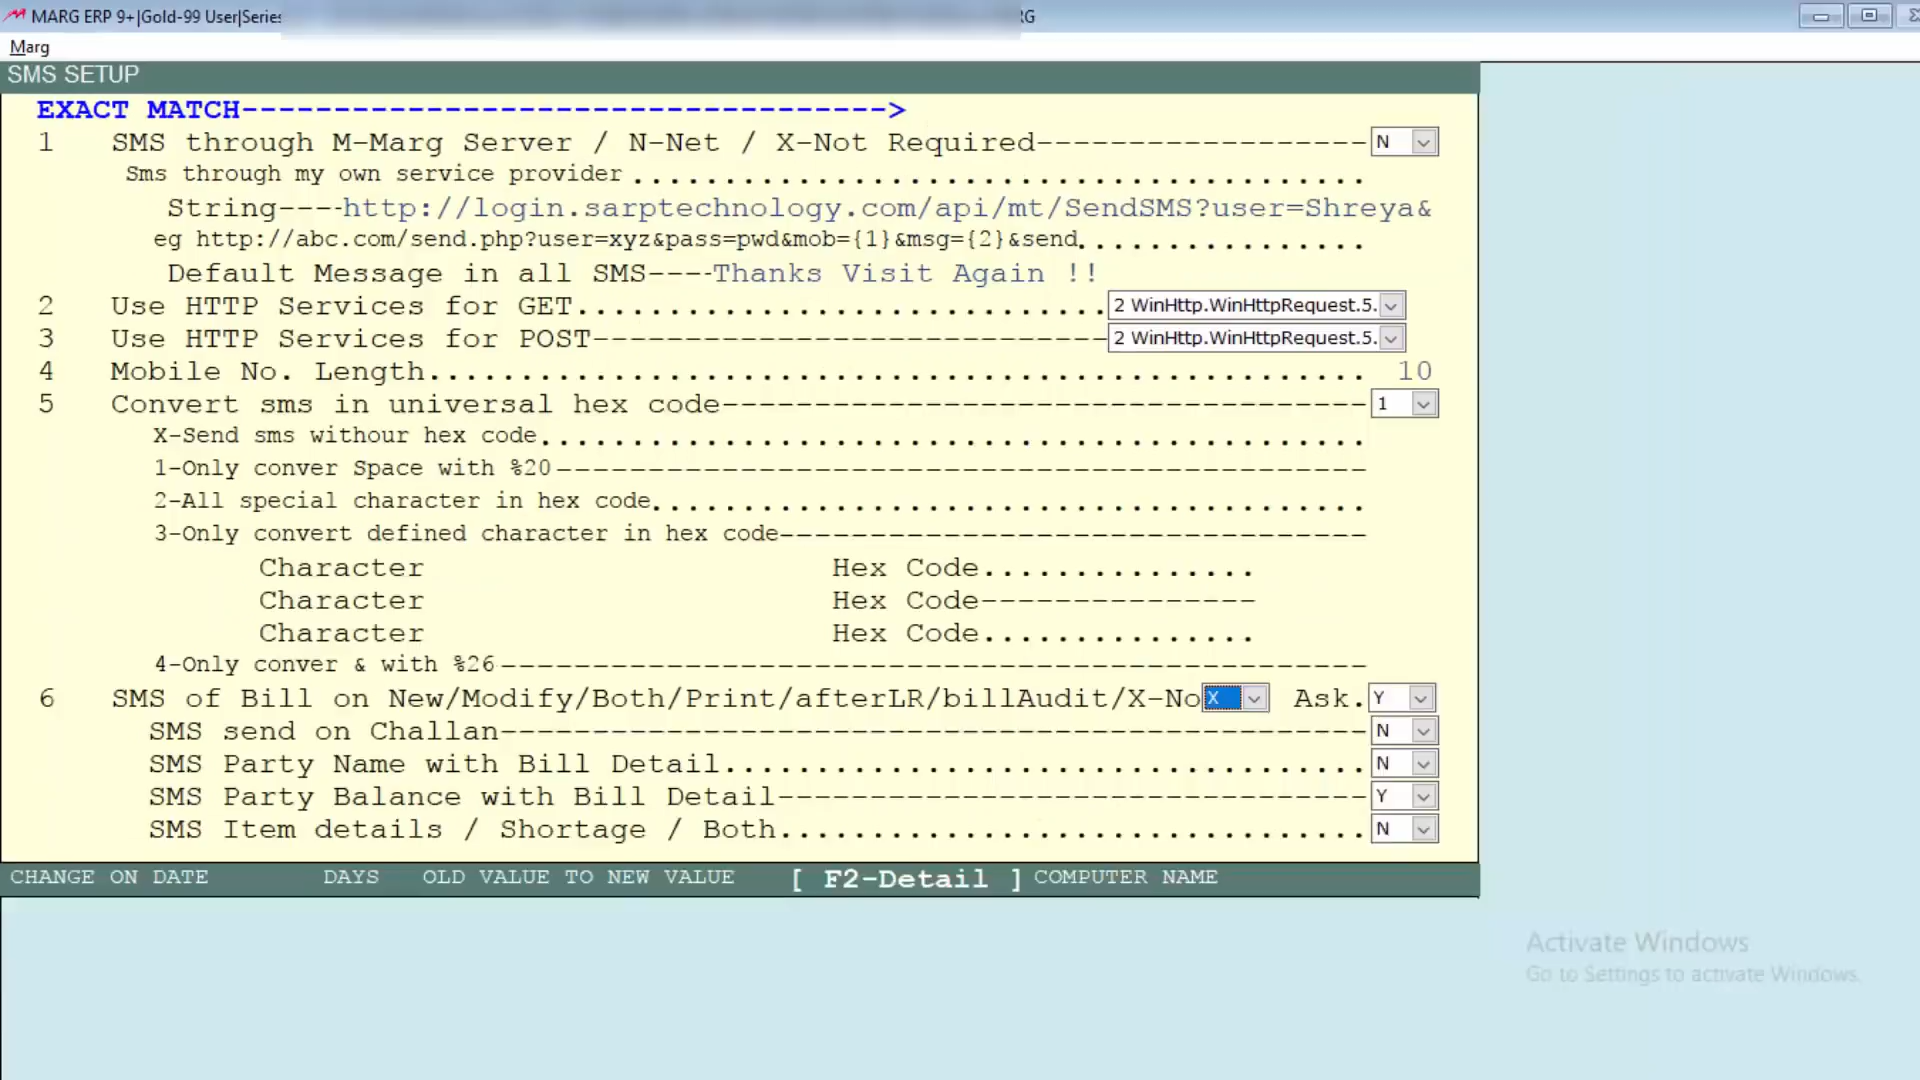 MARG ERP 9+|Gold-99 User|Series RG
Marg
SMS SETUP
EXACT MATCH----------------------------------->
1 SMS through M-Marg Server / N-Net / X-Not Required------------------ N
Sms through my own service provider ........................................
String----http://login.sarptechnology.com/api/mt/SendSMS?user=Shreya&
eg http://abc.com/send.php?user=xyz&pass=pwd&mob={1}&msg={2}&send................
Default Message in all SMS----Thanks Visit Again !!
2 Use HTTP Services for GET............................. 2 WinHttp.WinHttpRequest.5.
3 Use HTTP Services for POST---------------------------- 2 WinHttp.WinHttpRequest.5.
4 Mobile No. Length................................................... 10
5 Convert sms in universal hex code----------------------------------- 1
X-Send sms withour hex code.............................................
1-Only conver Space with %20--------------------------------------------
2-All special character in hex code.......................................
3-Only convert defined character in hex code--------------------------------
Character Hex Code...............
Character Hex Code---------------
Character Hex Code...............
4-Only conver & with %26-----------------------------------------------
6 SMS of Bill on New/Modify/Both/Print/afterLR/billAudit/X-No X Ask. Y
SMS send on Challan----------------------------------------------- N
SMS Party Name with Bill Detail................................... N
SMS Party Balance with Bill Detail-------------------------------- Y
SMS Item details / Shortage / Both................................ N
CHANGE ON DATE DAYS OLD VALUE TO NEW VALUE [ F2-Detail ] COMPUTER NAME
Activate Windows
Go to Settings to activate Windows.